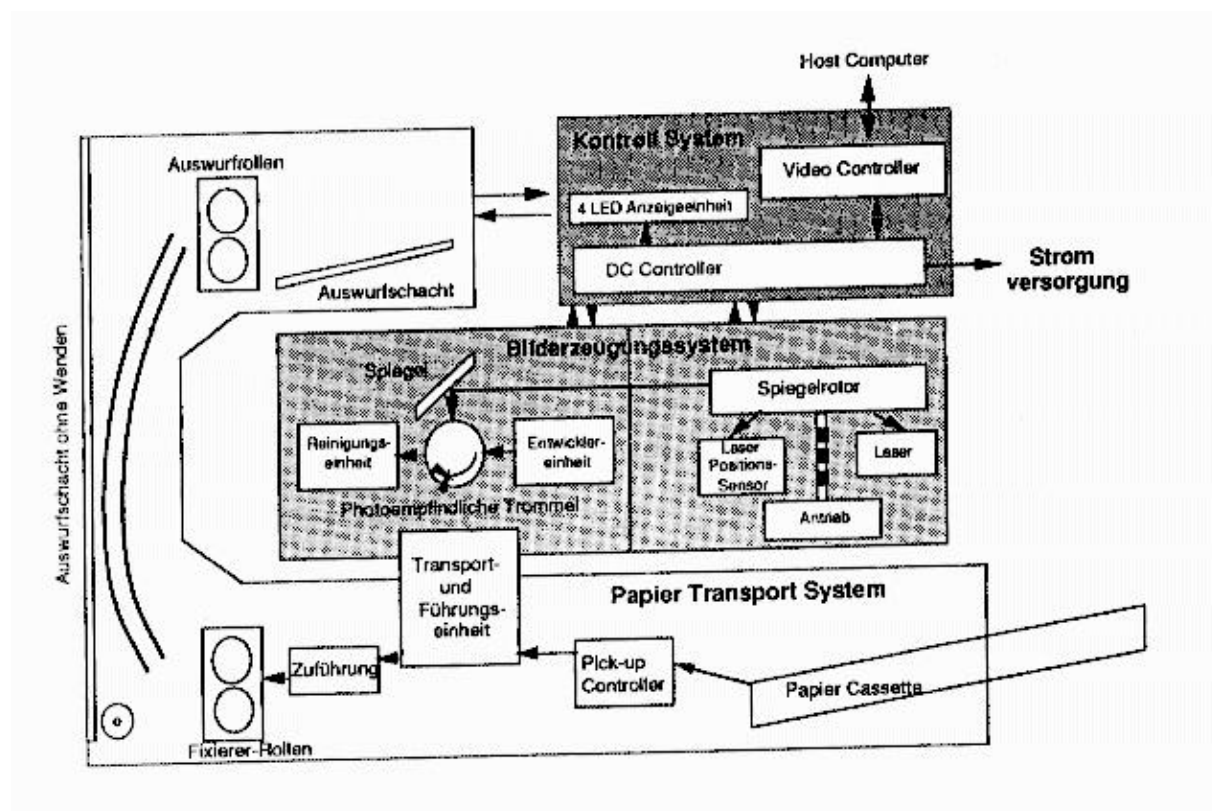 Host Computer
Kontroll System
Auswurfrollen
Video Controller
4 LED Anzeigeeinheit
DC Controller
Strom
versorgung
Auswurfschacht
Auswurfschacht ohne Wenden
Bilderzeugungssystem
Spiegel
Spiegelrotor
Reinigungs-
einheit
Entwickler-
einheit
Laser
Positions-
Sensor
Laser
Photoempfindliche Trommel
Antrieb
Transport-
und
Führungs-
einheit
Papier Transport System
Zuführung
Pick-up
Controller
Papier Cassette
Fixierer-Rollen